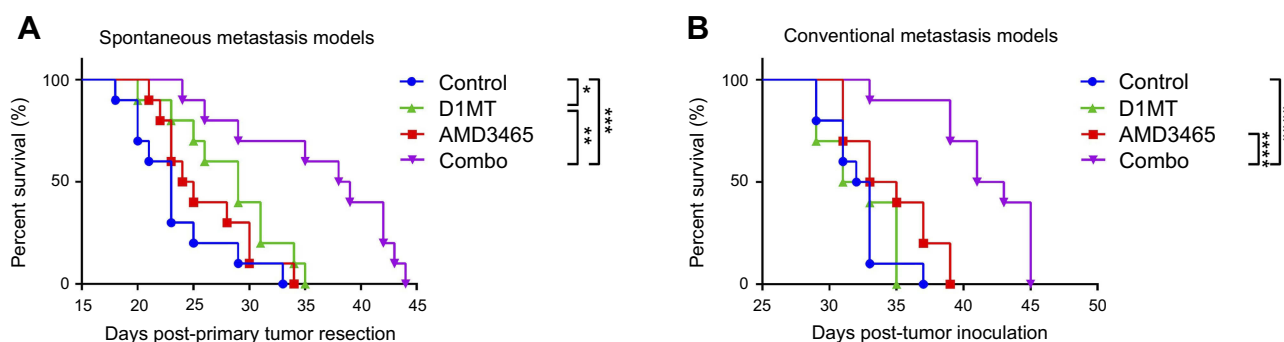 A
Spontaneous metastasis models
Percent survival (%)
100
50
0
15 20 25 30 35 40 45
Days post-primary tumor resection
Control
D1MT
AMD3465
Combo
*
**
***
B
Conventional metastasis models
Percent survival (%)
100
50
0
25 30 35 40 45 50
Days post-tumor inoculation
Control
D1MT
AMD3465
Combo
****